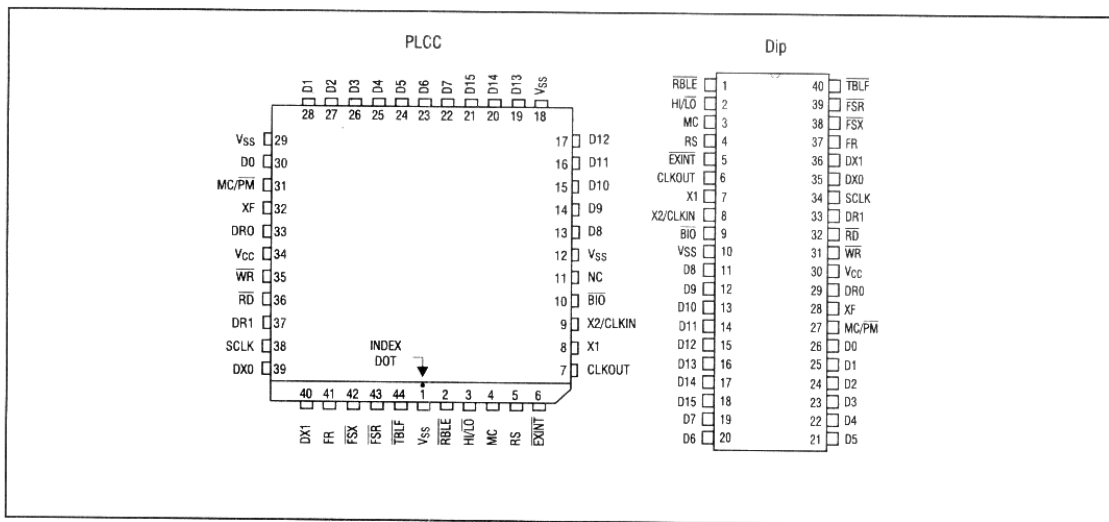 PLCC
D1 D2 D3 D4 D5 D6 D7 D15 D14 D13 VSS
28 27 26 25 24 23 22 21 20 19 18
VSS 29
D0 30
MC/PM 31
XF 32
DR0 33
VCC 34
WR 35
RD 36
DR1 37
SCLK 38
DX0 39
17 D12
16 D11
15 D10
14 D9
13 D8
12 VSS
11 NC
10 BIO
9 X2/CLKIN
8 X1
7 CLKOUT
INDEX
DOT
40 41 42 43 44 1 2 3 4 5 6
DX1 FR FSX FSR TBLF VSS RBLE HI/LO MC RS EXINT
Dip
RBLE 1 40 TBLF
HI/LO 2 39 FSR
MC 3 38 FSX
RS 4 37 FR
EXINT 5 36 DX1
CLKOUT 6 35 DX0
X1 7 34 SCLK
X2/CLKIN 8 33 DR1
BIO 9 32 RD
VSS 10 31 WR
D8 11 30 VCC
D9 12 29 DR0
D10 13 28 XF
D11 14 27 MC/PM
D12 15 26 D0
D13 16 25 D1
D14 17 24 D2
D15 18 23 D3
D7 19 22 D4
D6 20 21 D5